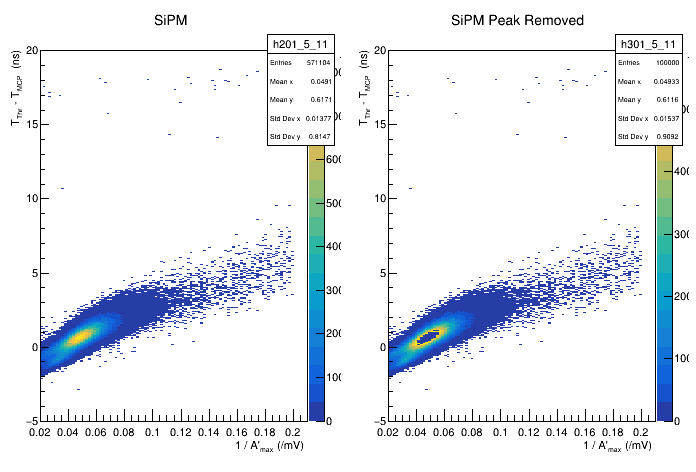 SiPM
SiPM Peak Removed
h201_5_11
Entries 571104
Mean x 0.0491
Mean y 0.6171
Std Dev x 0.01377
Std Dev y 0.8147
h301_5_11
Entries 100000
Mean x 0.04933
Mean y 0.6116
Std Dev x 0.01537
Std Dev y 0.9092
T_Thr - T_MCP (ns)
20
15
10
5
0
−5
0.02 0.04 0.06 0.08 0.1 0.12 0.14 0.16 0.18 0.2
1 / A'_max (/mV)
600
500
400
300
200
100
0
T_Thr - T_MCP (ns)
20
15
10
5
0
−5
0.02 0.04 0.06 0.08 0.1 0.12 0.14 0.16 0.18 0.2
1 / A'_max (/mV)
400
300
200
100
0